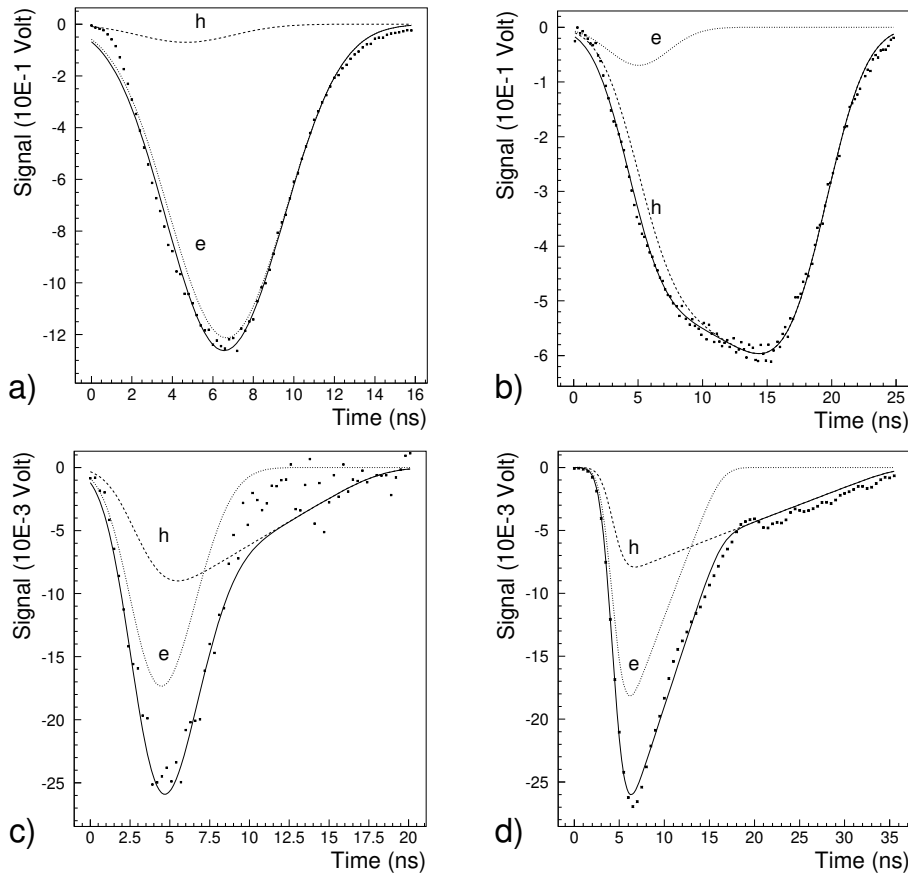 h
0
-2
-4
-6
-8
-10
-12
Signal (10E-1 Volt)
e
0 2 4 6 8 10 12 14 16
Time (ns)
a)
0
-1
-2
-3
-4
-5
-6
Signal (10E-1 Volt)
e
h
0 5 10 15 20 25
Time (ns)
b)
0
-5
-10
-15
-20
-25
Signal (10E-3 Volt)
h
e
0 2.5 5 7.5 10 12.5 15 17.5 20
Time (ns)
c)
0
-5
-10
-15
-20
-25
Signal (10E-3 Volt)
h
e
0 5 10 15 20 25 30 35
Time (ns)
d)